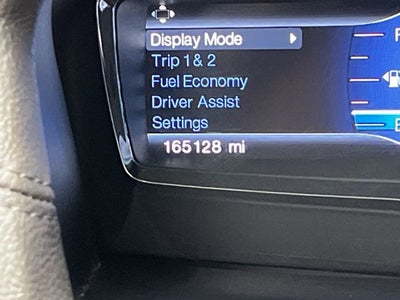 Display Mode
Trip 1 & 2
Fuel Economy
Driver Assist
Settings
165128 mi